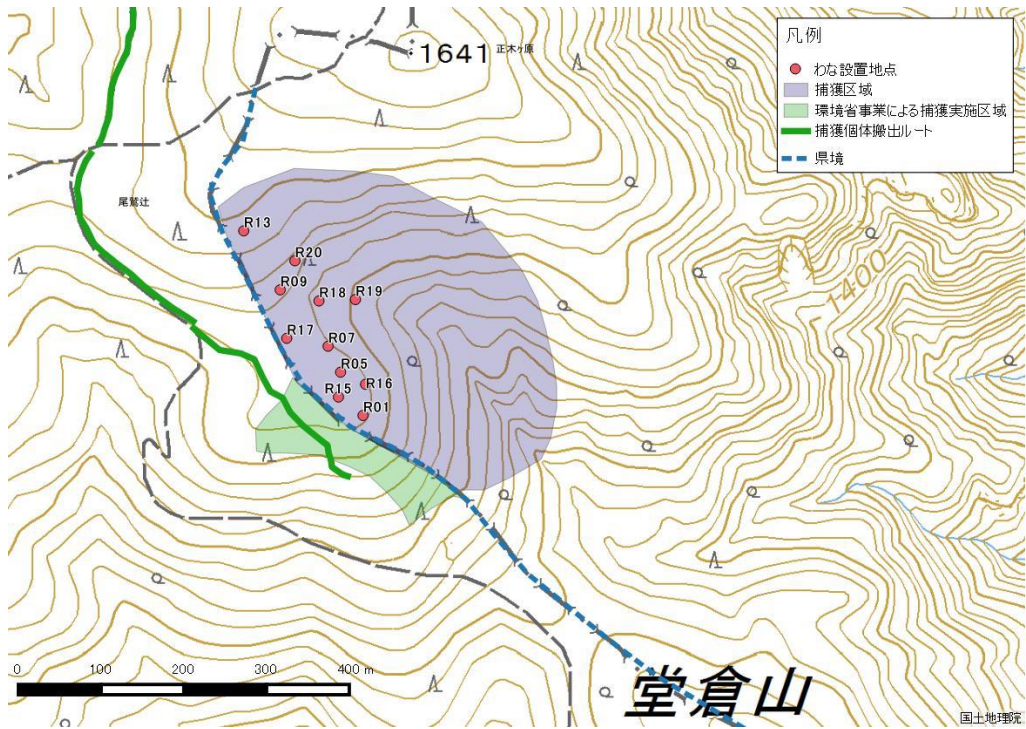 1641 正木ヶ原
凡例
わな設置地点
捕獲区域
環境省事業による捕獲実施区域
捕獲個体搬出ルート
県境
尾鷲辻
R13
R20
R09
R18
R19
R17
R07
R05
R16
R15
R01
1400
0 100 200 300 400 m
堂倉山
国土地理院